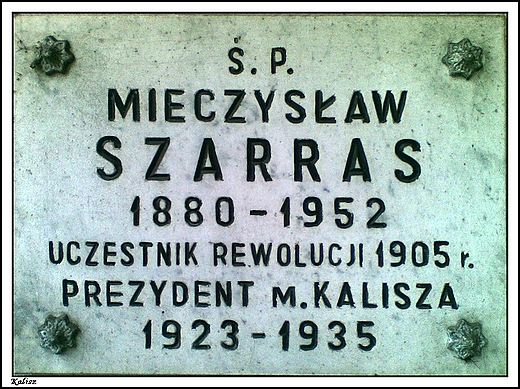 Ś. P.
MIECZYSŁAW
SZARRAS
1880 - 1952
UCZESTNIK REWOLUCJI 1905 r.
PREZYDENT M. KALISZA
1923 - 1935
Kalisz